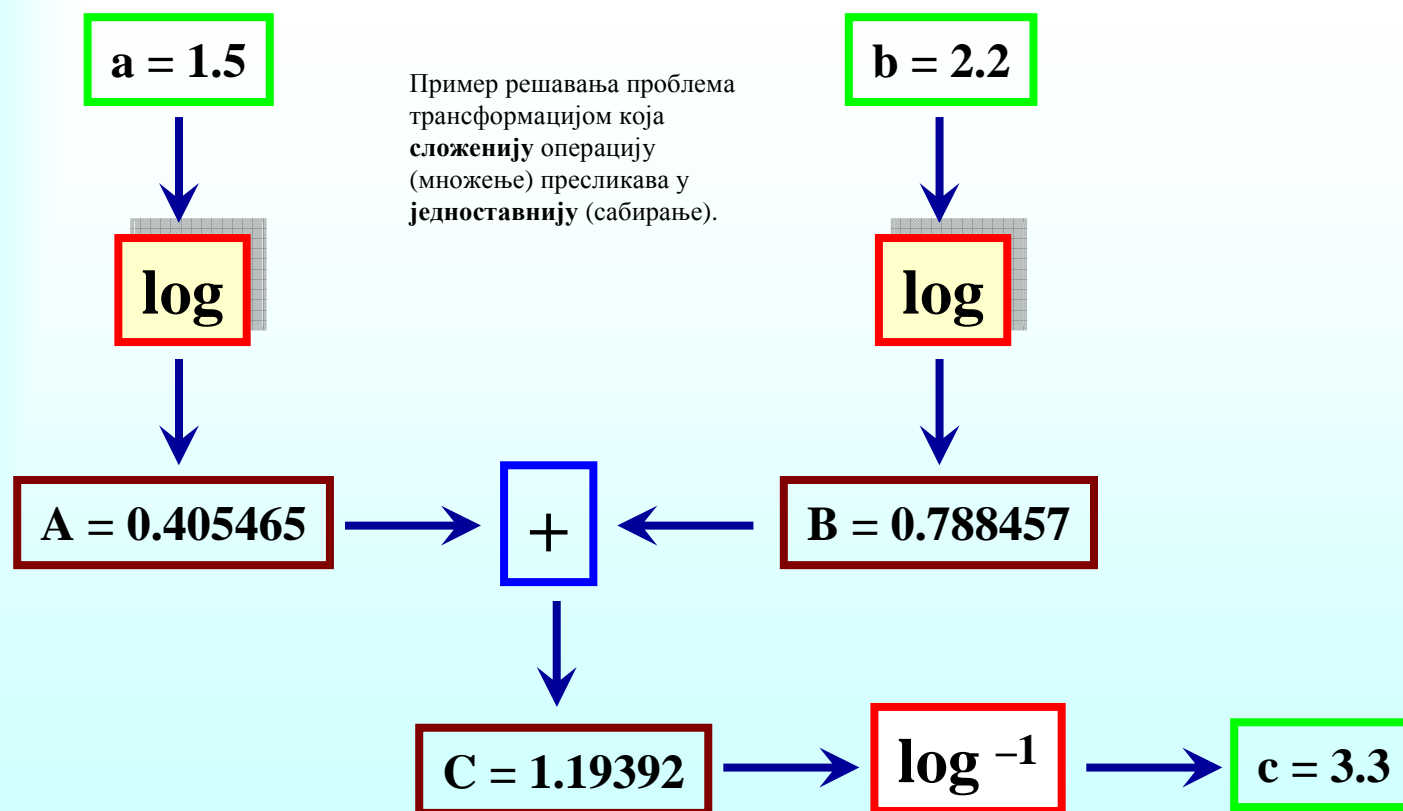 a = 1.5
b = 2.2
Пример решавања проблема
трансформацијом која
сложенију операцију
(множење) пресликава у
једноставнију (сабирање).
log
log
A = 0.405465
+
B = 0.788457
C = 1.19392
log –1
c = 3.3